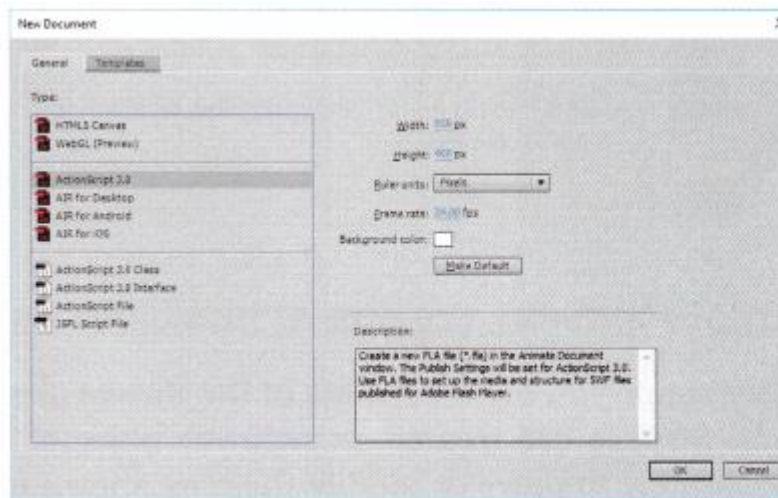 New Document
General
Templates
Type:
HTML5 Canvas
WebGL (Preview)
ActionScript 3.0
AIR for Desktop
AIR for Android
AIR for iOS
ActionScript 3.0 Class
ActionScript 3.0 Interface
ActionScript File
JSFL Script File
Width: px
Height: px
Ruler units: Pixels
Frame rate: 24.00 fps
Background color:
Make Default
Description:
Create a new FLA file (*.fla) in the Animate Document
window. The Publish Settings will be set for ActionScript 3.0.
Use FLA files to set up the media and structure for SWF files
published for Adobe Flash Player.
OK
Cancel